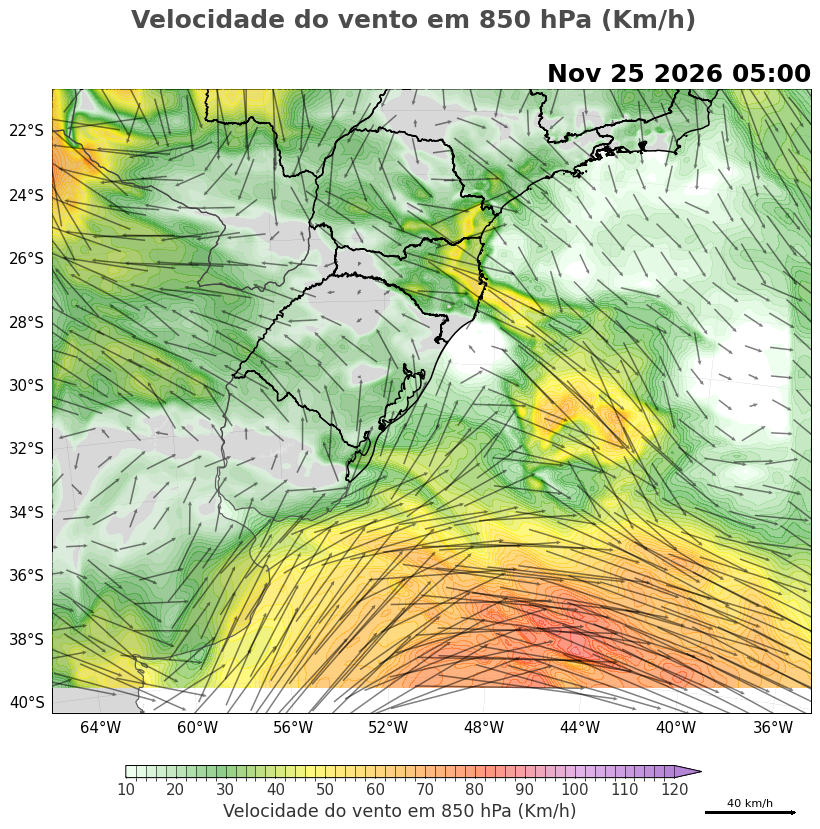 Velocidade do vento em 850 hPa (Km/h)
Nov 25 2026 05:00
22°S
24°S
26°S
28°S
30°S
32°S
34°S
36°S
38°S
40°S
64°W 60°W 56°W 52°W 48°W 44°W 40°W 36°W
10 20 30 40 50 60 70 80 90 100 110 120
Velocidade do vento em 850 hPa (Km/h)
40 km/h